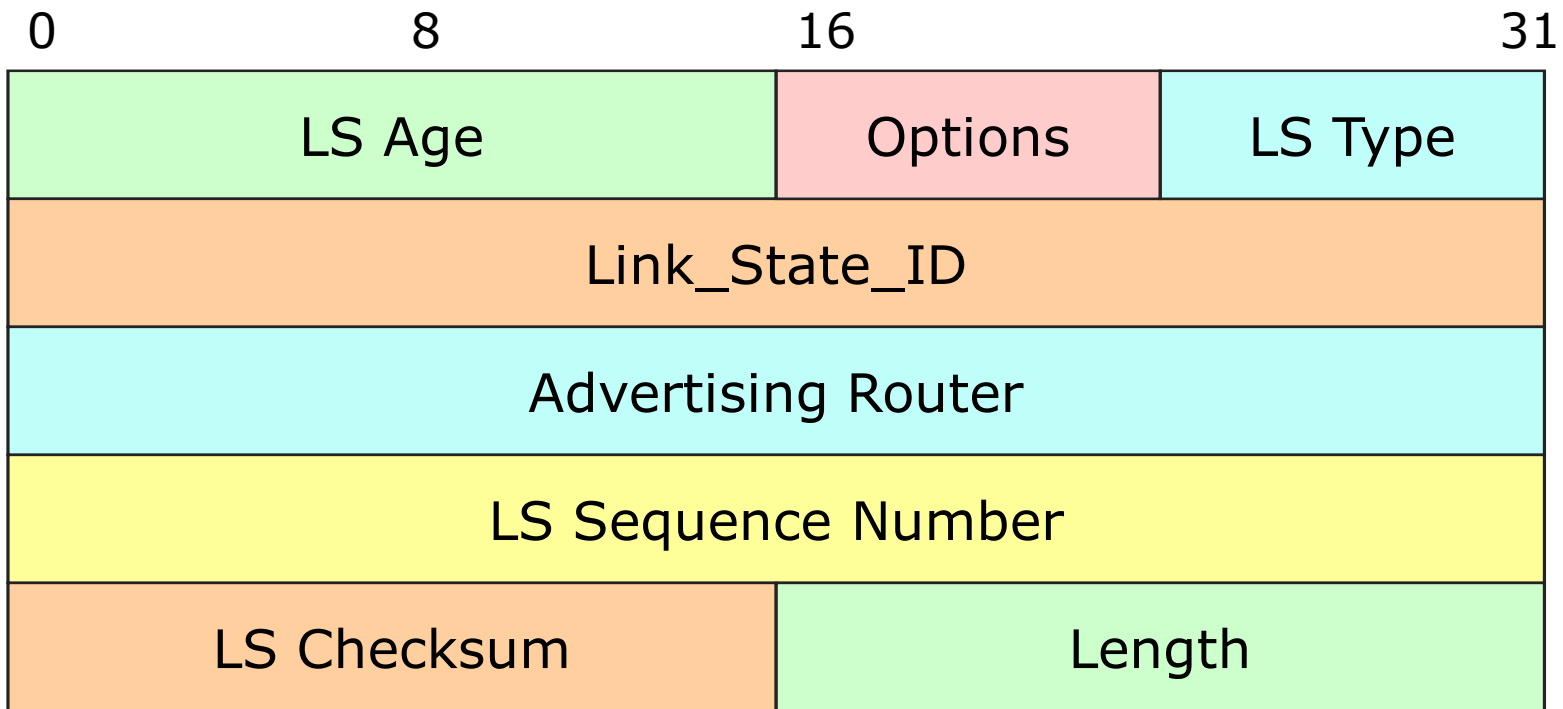 0 8 16 31
LS Age Options LS Type
Link_State_ID
Advertising Router
LS Sequence Number
LS Checksum Length